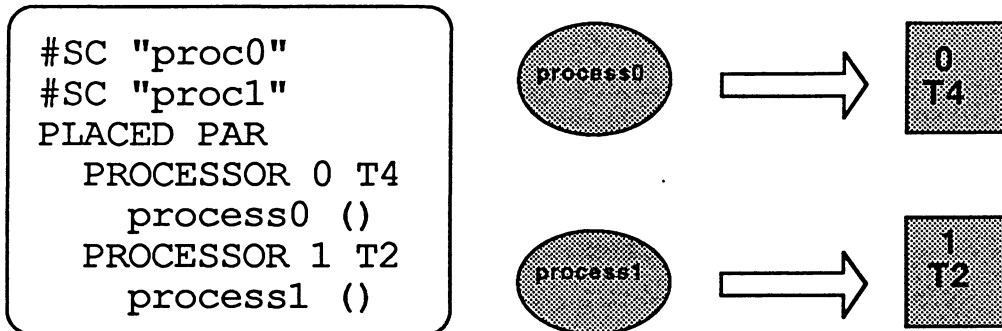 #SC "proc0"
#SC "proc1"
PLACED PAR
PROCESSOR 0 T4
process0 ()
PROCESSOR 1 T2
process1 ()
process0
0
T4
process1
1
T2